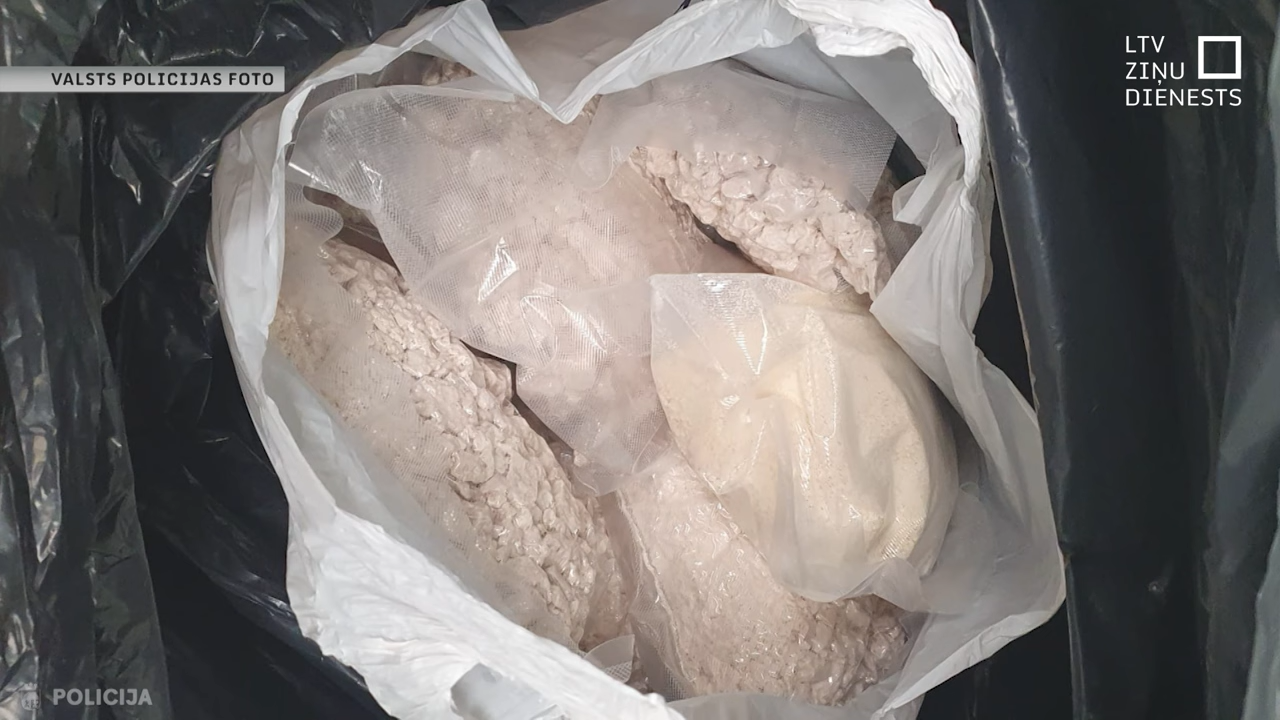 VALSTS POLICIJAS FOTO
LTV
ZIŅU
DIENESTS
POLICIJA